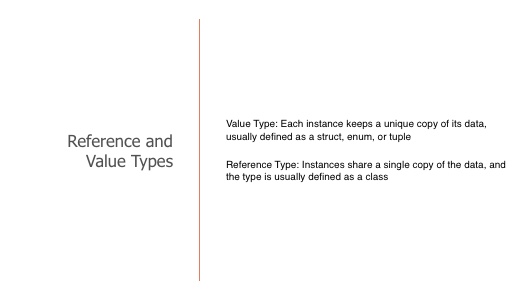 Reference and
Value Types
Value Type: Each instance keeps a unique copy of its data,
usually defined as a struct, enum, or tuple
Reference Type: Instances share a single copy of the data, and
the type is usually defined as a class